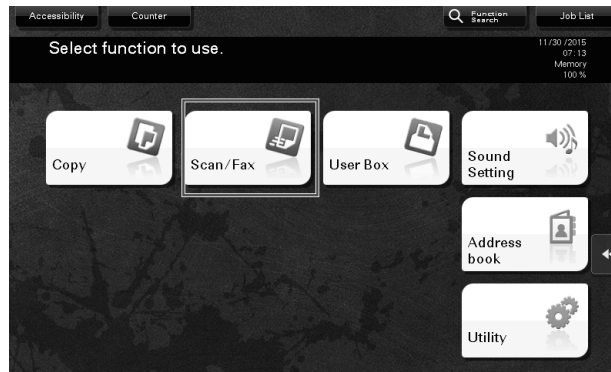 Accessibility
Counter
Function
Search
Job List
Select function to use.
11/30 /2015
07:13
Memory
100 %
Copy
Scan/Fax
User Box
Sound
Setting
Address
book
Utility